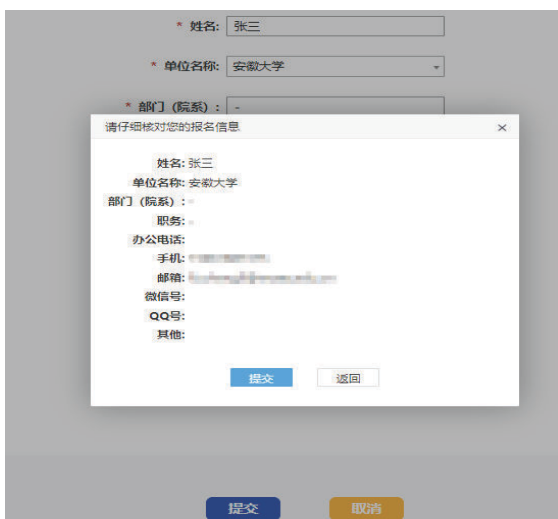 * 姓名: 张三
* 单位名称: 安徽大学
* 部门（院系）: -
请仔细核对您的报名信息 ×
姓名: 张三
单位名称: 安徽大学
部门（院系）: -
职务: -
办公电话:
手机:
邮箱:
微信号:
QQ号:
其他:
提交 返回
提交 取消